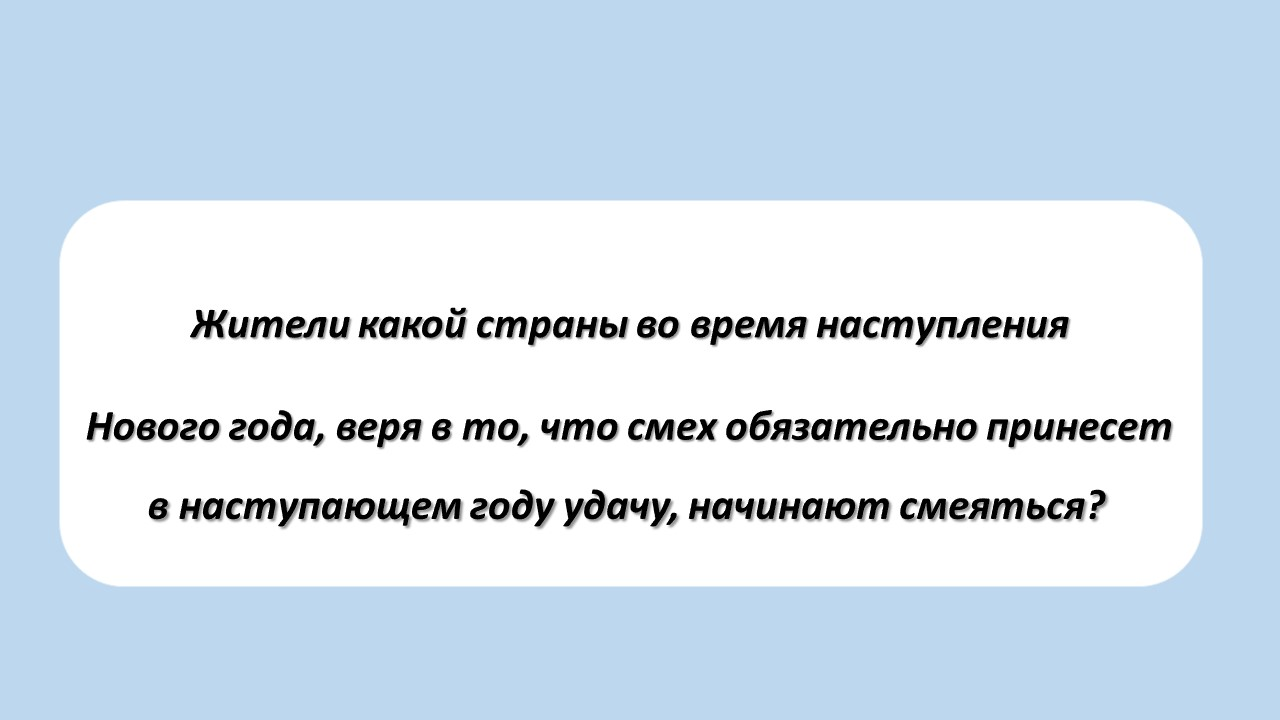 Жители какой страны во время наступления
Нового года, веря в то, что смех обязательно принесет
в наступающем году удачу, начинают смеяться?